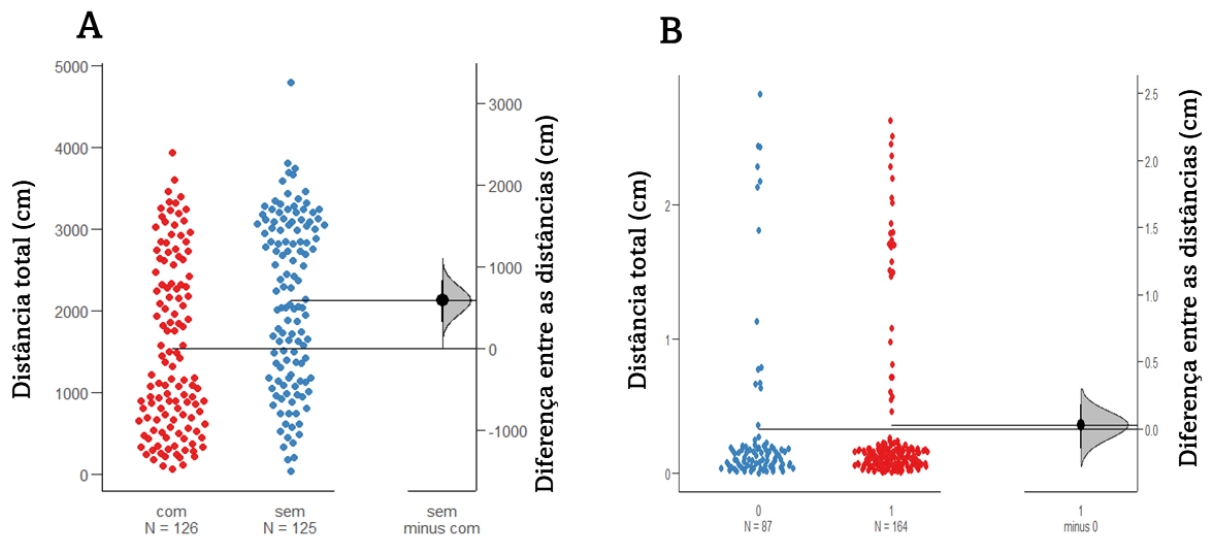 A
Distância total (cm)
5000
4000
3000
2000
1000
0
com
N = 126
sem
N = 125
sem
minus com
3000
2000
1000
0
-1000
Diferença entre as distâncias (cm)
B
Distância total (cm)
2
1
0
0
N = 87
1
N = 164
1
minus 0
2.5
2.0
1.5
1.0
0.5
0.0
Diferença entre as distâncias (cm)